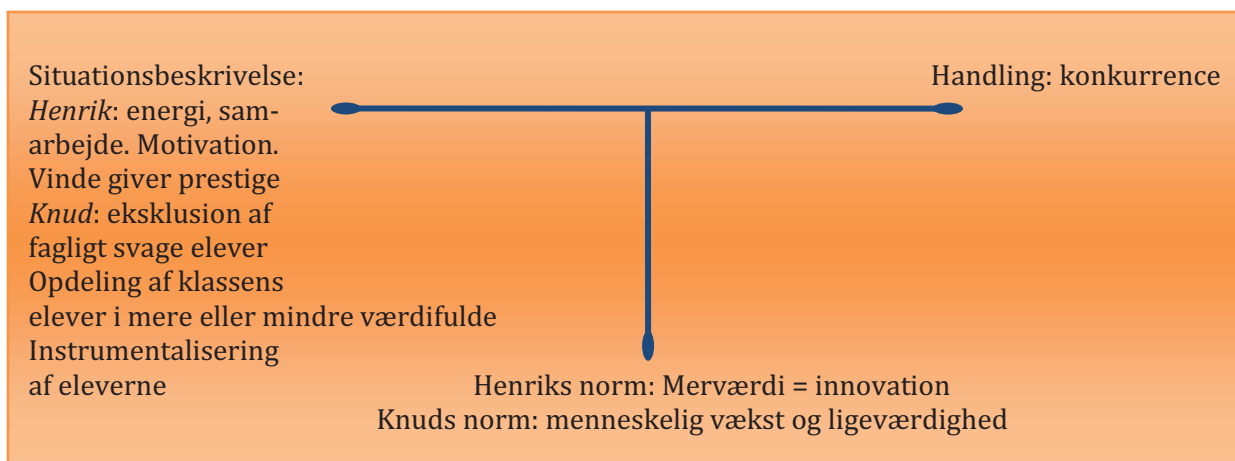 Situationsbeskrivelse:
Henrik: energi, sam-
arbejde. Motivation.
Vinde giver prestige
Knud: eksklusion af
fagligt svage elever
Opdeling af klassens
elever i mere eller mindre værdifulde
Instrumentalisering
af eleverne
Handling: konkurrence
Henriks norm: Merværdi = innovation
Knuds norm: menneskelig vækst og ligeværdighed